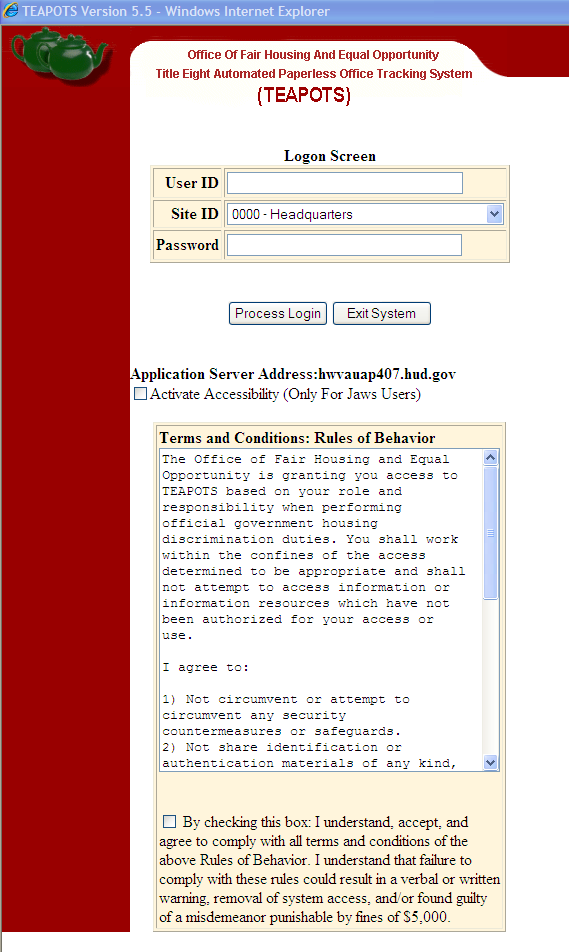 TEAPOTS Version 5.5 - Windows Internet Explorer
Office Of Fair Housing And Equal Opportunity
Title Eight Automated Paperless Office Tracking System
(TEAPOTS)
Logon Screen
User ID
Site ID 0000 - Headquarters
Password
Process Login Exit System
Application Server Address:hwvauap407.hud.gov
Activate Accessibility (Only For Jaws Users)
Terms and Conditions: Rules of Behavior
The Office of Fair Housing and Equal
Opportunity is granting you access to
TEAPOTS based on your role and
responsibility when performing
official government housing
discrimination duties. You shall work
within the confines of the access
determined to be appropriate and shall
not attempt to access information or
information resources which have not
been authorized for your access or
use.
I agree to:
1) Not circumvent or attempt to
circumvent any security
countermeasures or safeguards.
2) Not share identification or
authentication materials of any kind,
By checking this box: I understand, accept, and
agree to comply with all terms and conditions of the
above Rules of Behavior. I understand that failure to
comply with these rules could result in a verbal or written
warning, removal of system access, and/or found guilty
of a misdemeanor punishable by fines of $5,000.